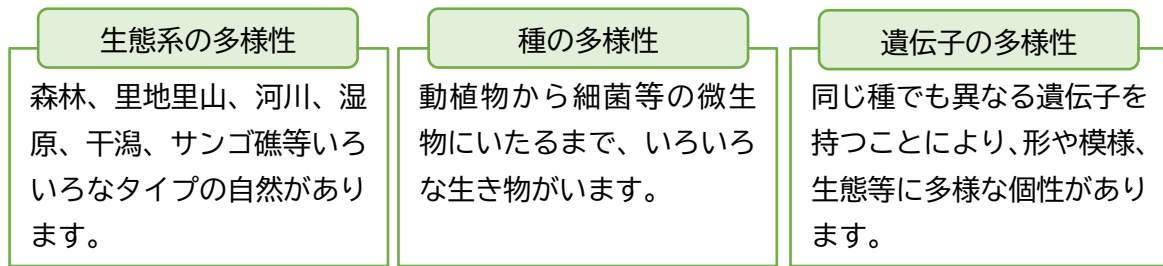 生態系の多様性
森林、里地里山、河川、湿
原、干潟、サンゴ礁等いろ
いろなタイプの自然があり
ます。
種の多様性
動植物から細菌等の微生
物にいたるまで、いろいろ
な生き物がいます。
遺伝子の多様性
同じ種でも異なる遺伝子を
持つことにより、形や模様、
生態等に多様な個性があり
ます。